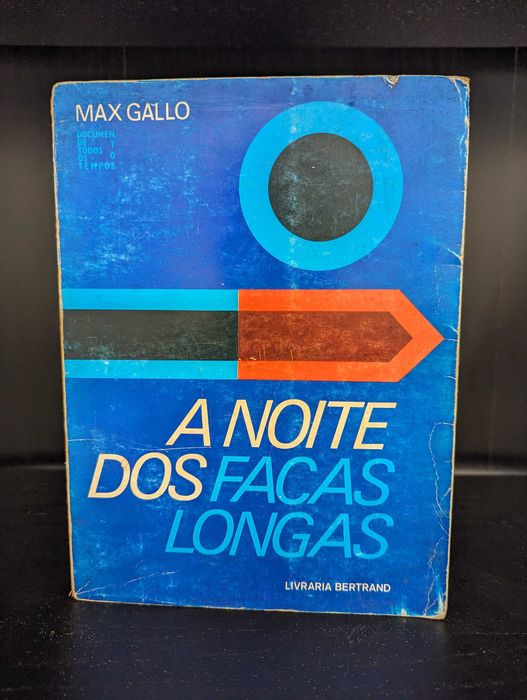 MAX GALLO
DOCUMEN
DE T
TODOS O
OS
TEMPOS
A NOITE
DOS FACAS
LONGAS
LIVRARIA BERTRAND